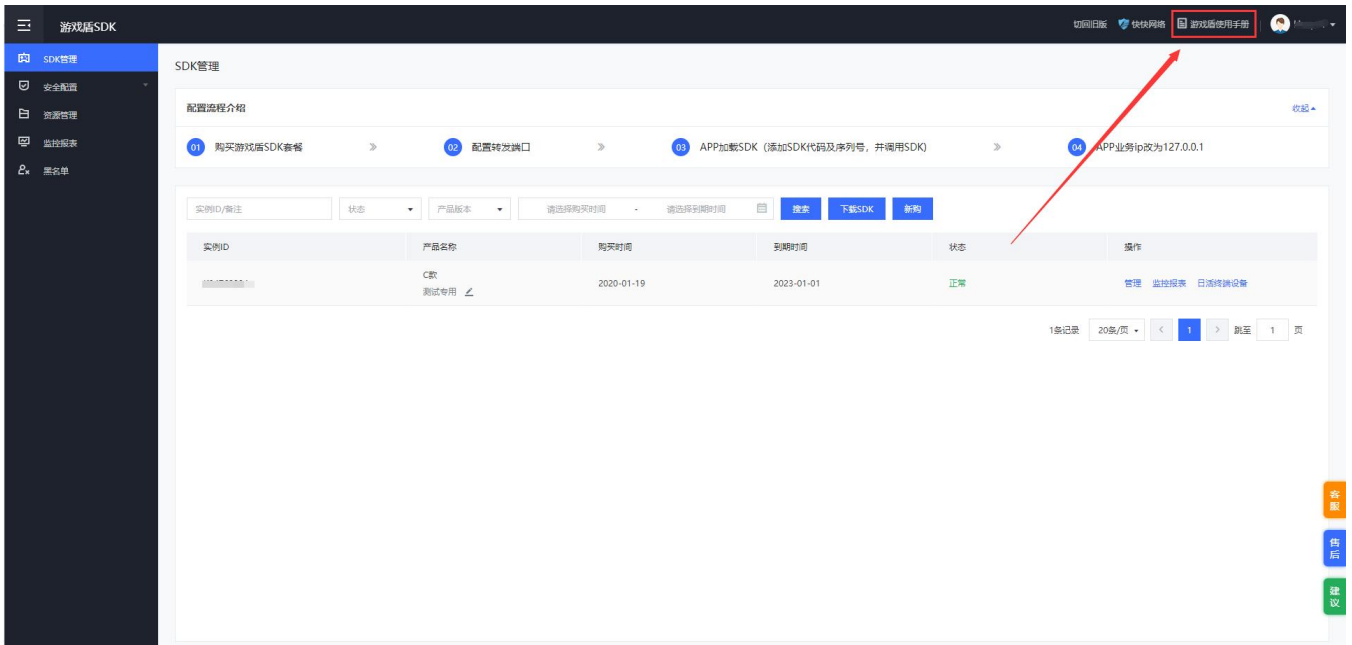 游戏盾SDK
切回旧版 快快网络 游戏盾使用手册
SDK管理
安全配置
资源管理
监控报表
黑名单
SDK管理
配置流程介绍 收起
01 购买游戏盾SDK套餐 02 配置转发端口 03 APP加载SDK（添加SDK代码及序列号，并调用SDK) 04 APP业务ip改为127.0.0.1
实例ID/备注 状态 产品版本 请选择购买时间 - 请选择到期时间 搜索 下载SDK 新购
实例ID 产品名称 购买时间 到期时间 状态 操作
C款
测试专用
2020-01-19 2023-01-01 正常 管理 监控报表 日活终端设备
1条记录 20条/页 < 1 > 跳至 1 页
客服
售后
建议